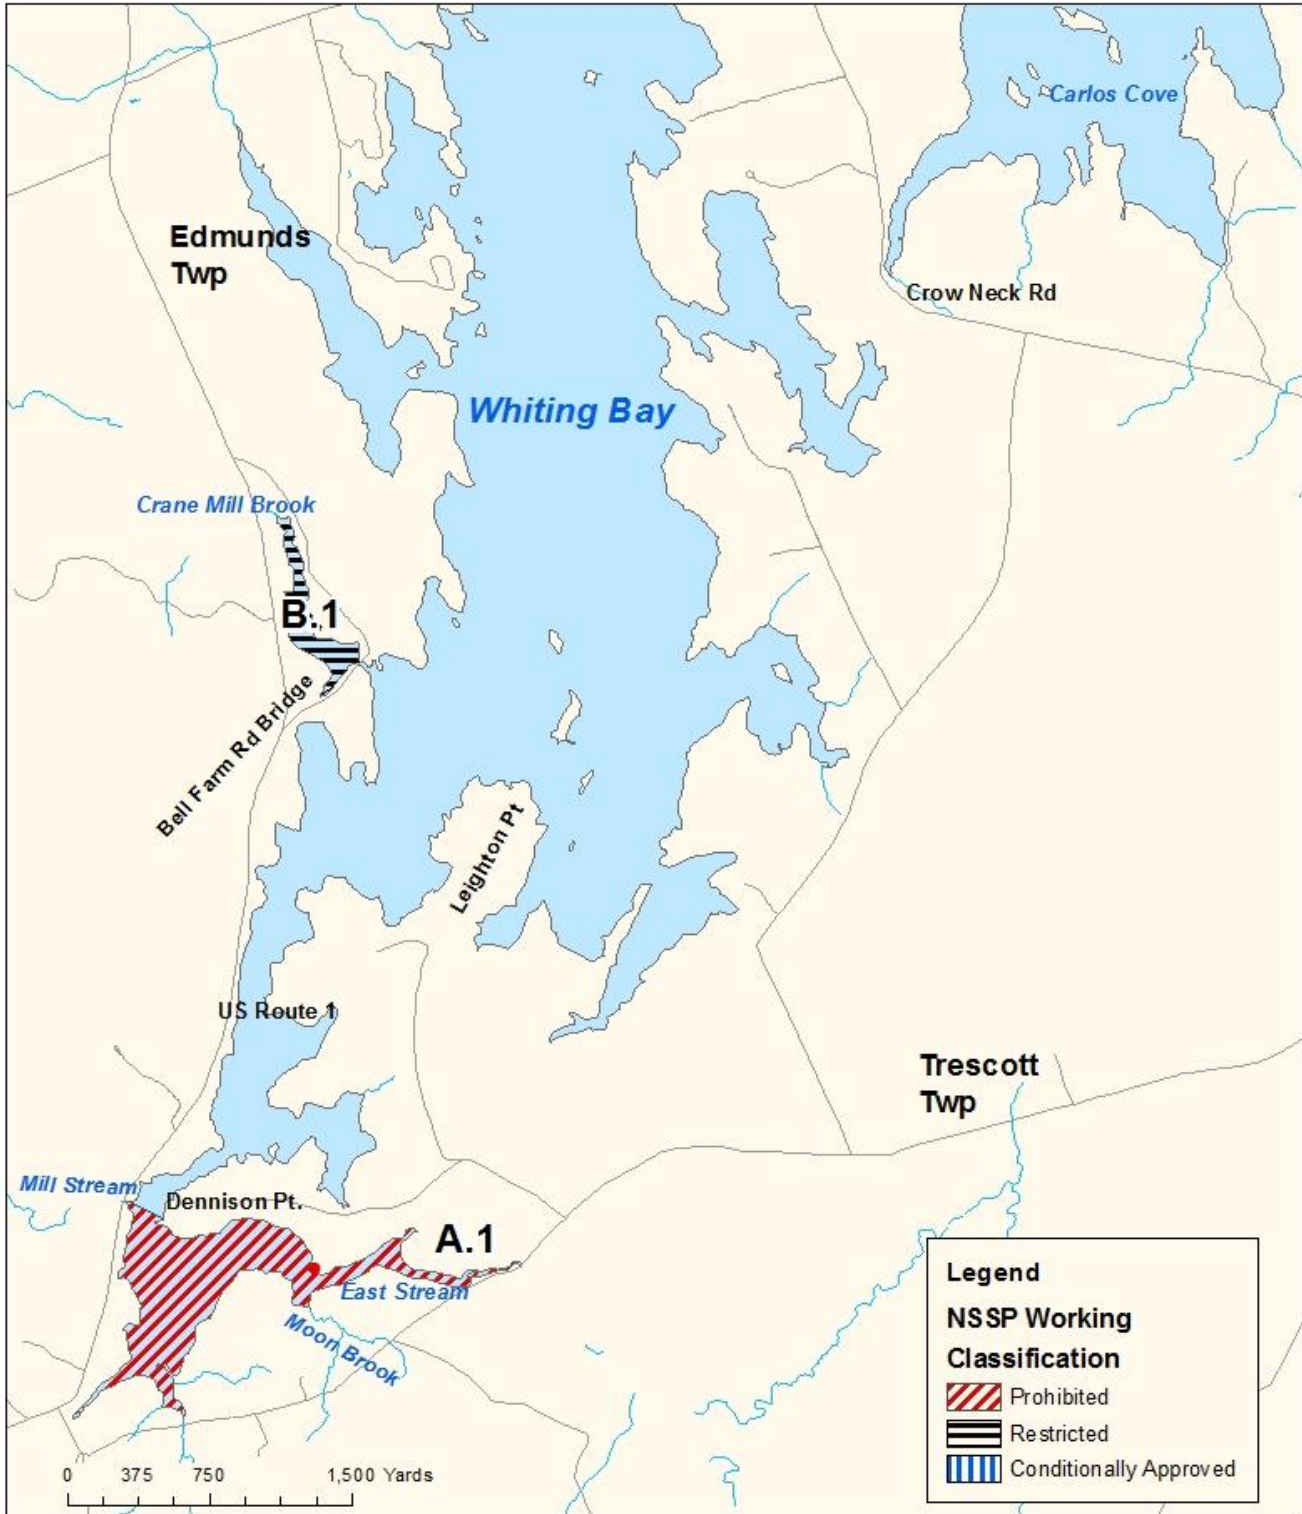 Carlos Cove
Edmunds
Twp
Crow Neck Rd
Whiting Bay
Crane Mill Brook
B.1
Bell Farm Rd Bridge
Leighton Pt
US Route 1
Trescott
Twp
Mill Stream
Dennison Pt.
A.1
East Stream
Moon Brook
Legend
NSSP Working
Classification
Prohibited
Restricted
Conditionally Approved
0 375 750 1,500 Yards